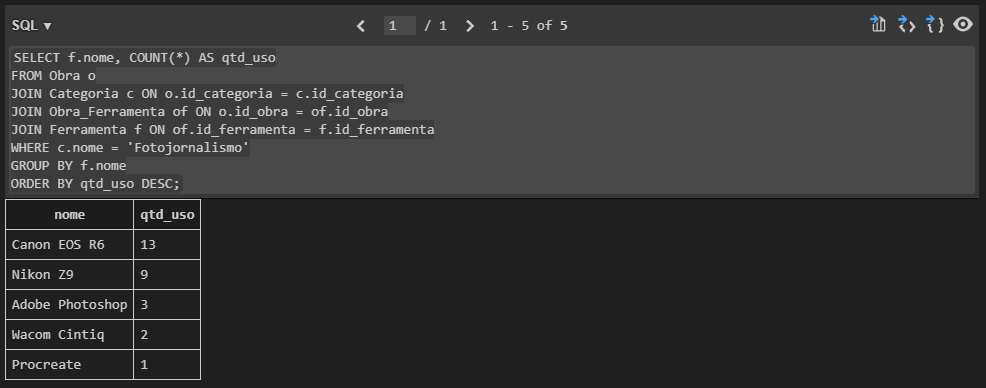 SQL ▼ 1 / 1 1 - 5 of 5
SELECT f.nome, COUNT(*) AS qtd_uso
FROM Obra o
JOIN Categoria c ON o.id_categoria = c.id_categoria
JOIN Obra_Ferramenta of ON o.id_obra = of.id_obra
JOIN Ferramenta f ON of.id_ferramenta = f.id_ferramenta
WHERE c.nome = 'Fotojornalismo'
GROUP BY f.nome
ORDER BY qtd_uso DESC;
nome qtd_uso
Canon EOS R6 13
Nikon Z9 9
Adobe Photoshop 3
Wacom Cintiq 2
Procreate 1